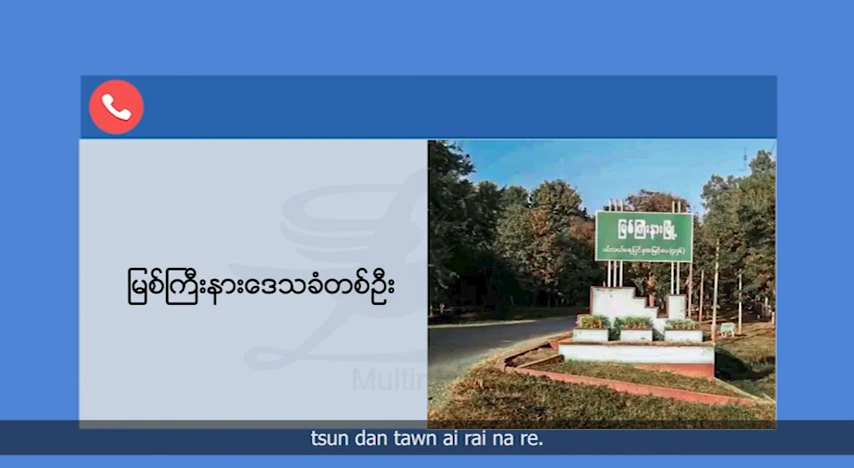 မြစ်ကြီးနားမြို့
မြစ်ကြီးနားဒေသခံတစ်ဦး
tsun dan tawn ai rai na re.